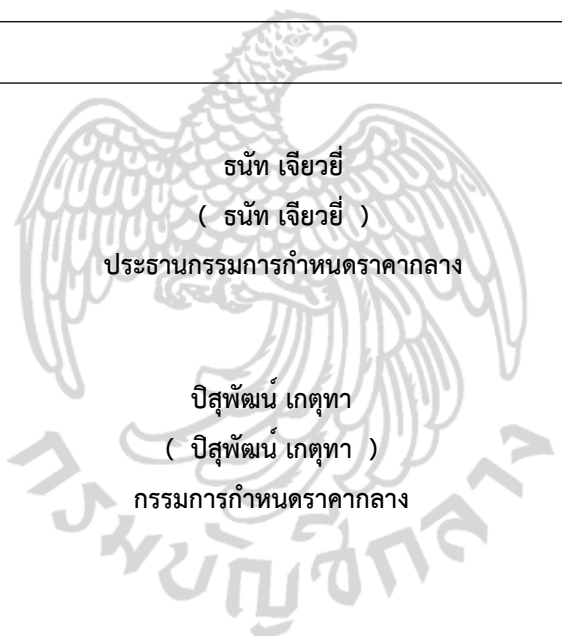 ธนัท เจียวยี่
( ธนัท เจียวยี่ )
ประธานกรรมการกำหนดราคากลาง
ปิสุพัฒน์ เกตุทา
( ปิสุพัฒน์ เกตุทา )
กรรมการกำหนดราคากลาง
กรมบัญชีกลาง